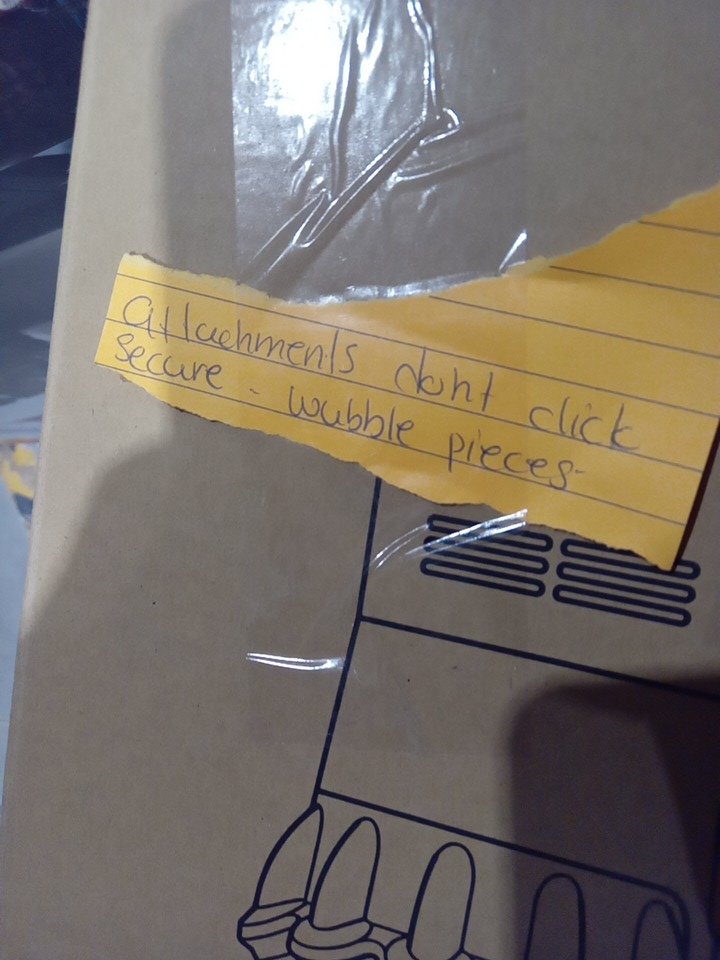 Attachments dont click
secure - wubble pieces-